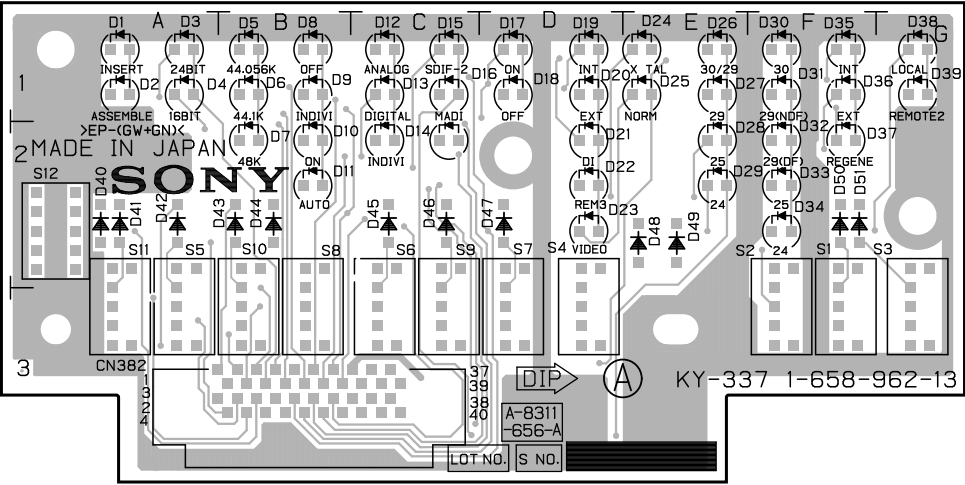 A B C D E F G
D1 D3 D5 D8 D12 D15 D17 D19 D24 D26 D30 D35 D38
INSERT 24BIT 44.056K OFF ANALOG SDIF-2 ON INT X TAL 30/29 30 INT LOCAL
1 D2 D4 D6 D9 D13 D16 D18 D20 D25 D27 D31 D36 D39
ASSEMBLE 16BIT 44.1K INDIVI DIGITAL MADI OFF EXT NORM 29 29(NDF) EXT REMOTE2
>EP-(GW+GN)<
D7 D10 D14 D21 D28 D32 D37
2 MADE IN JAPAN
48K ON INDIVI DI 25 29(DF) REGENE
S12 SONY
D11 D22 D29 D33
AUTO REM3 24 25
D40 D41 D42 D43 D44 D45 D46 D47 D23 D48 D49 D34 D50 D51
S11 S5 S10 S8 S6 S9 S7 S4 VIDEO S2 24 S1 S3
3 CN382
1 37
3 39
2 38
4 40
DIP A KY-337 1-658-962-13
A-8311
-656-A
LOT NO. S NO.